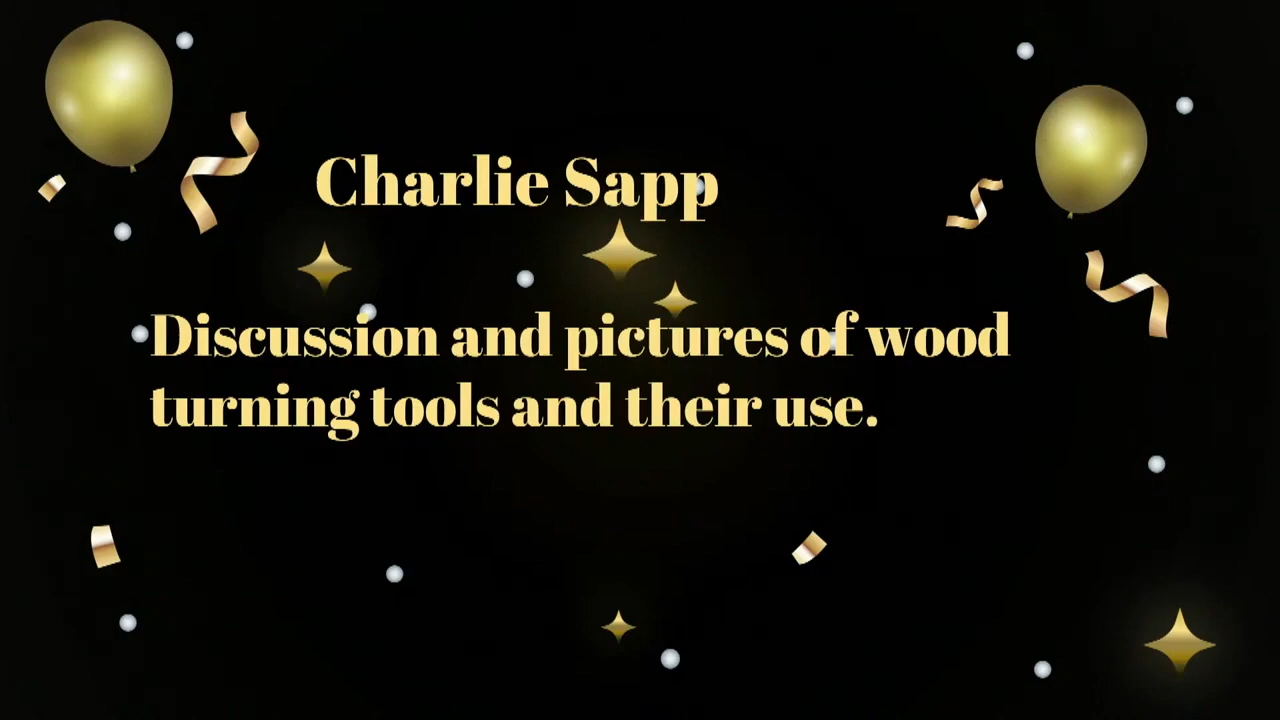 Charlie Sapp
Discussion and pictures of wood
turning tools and their use.